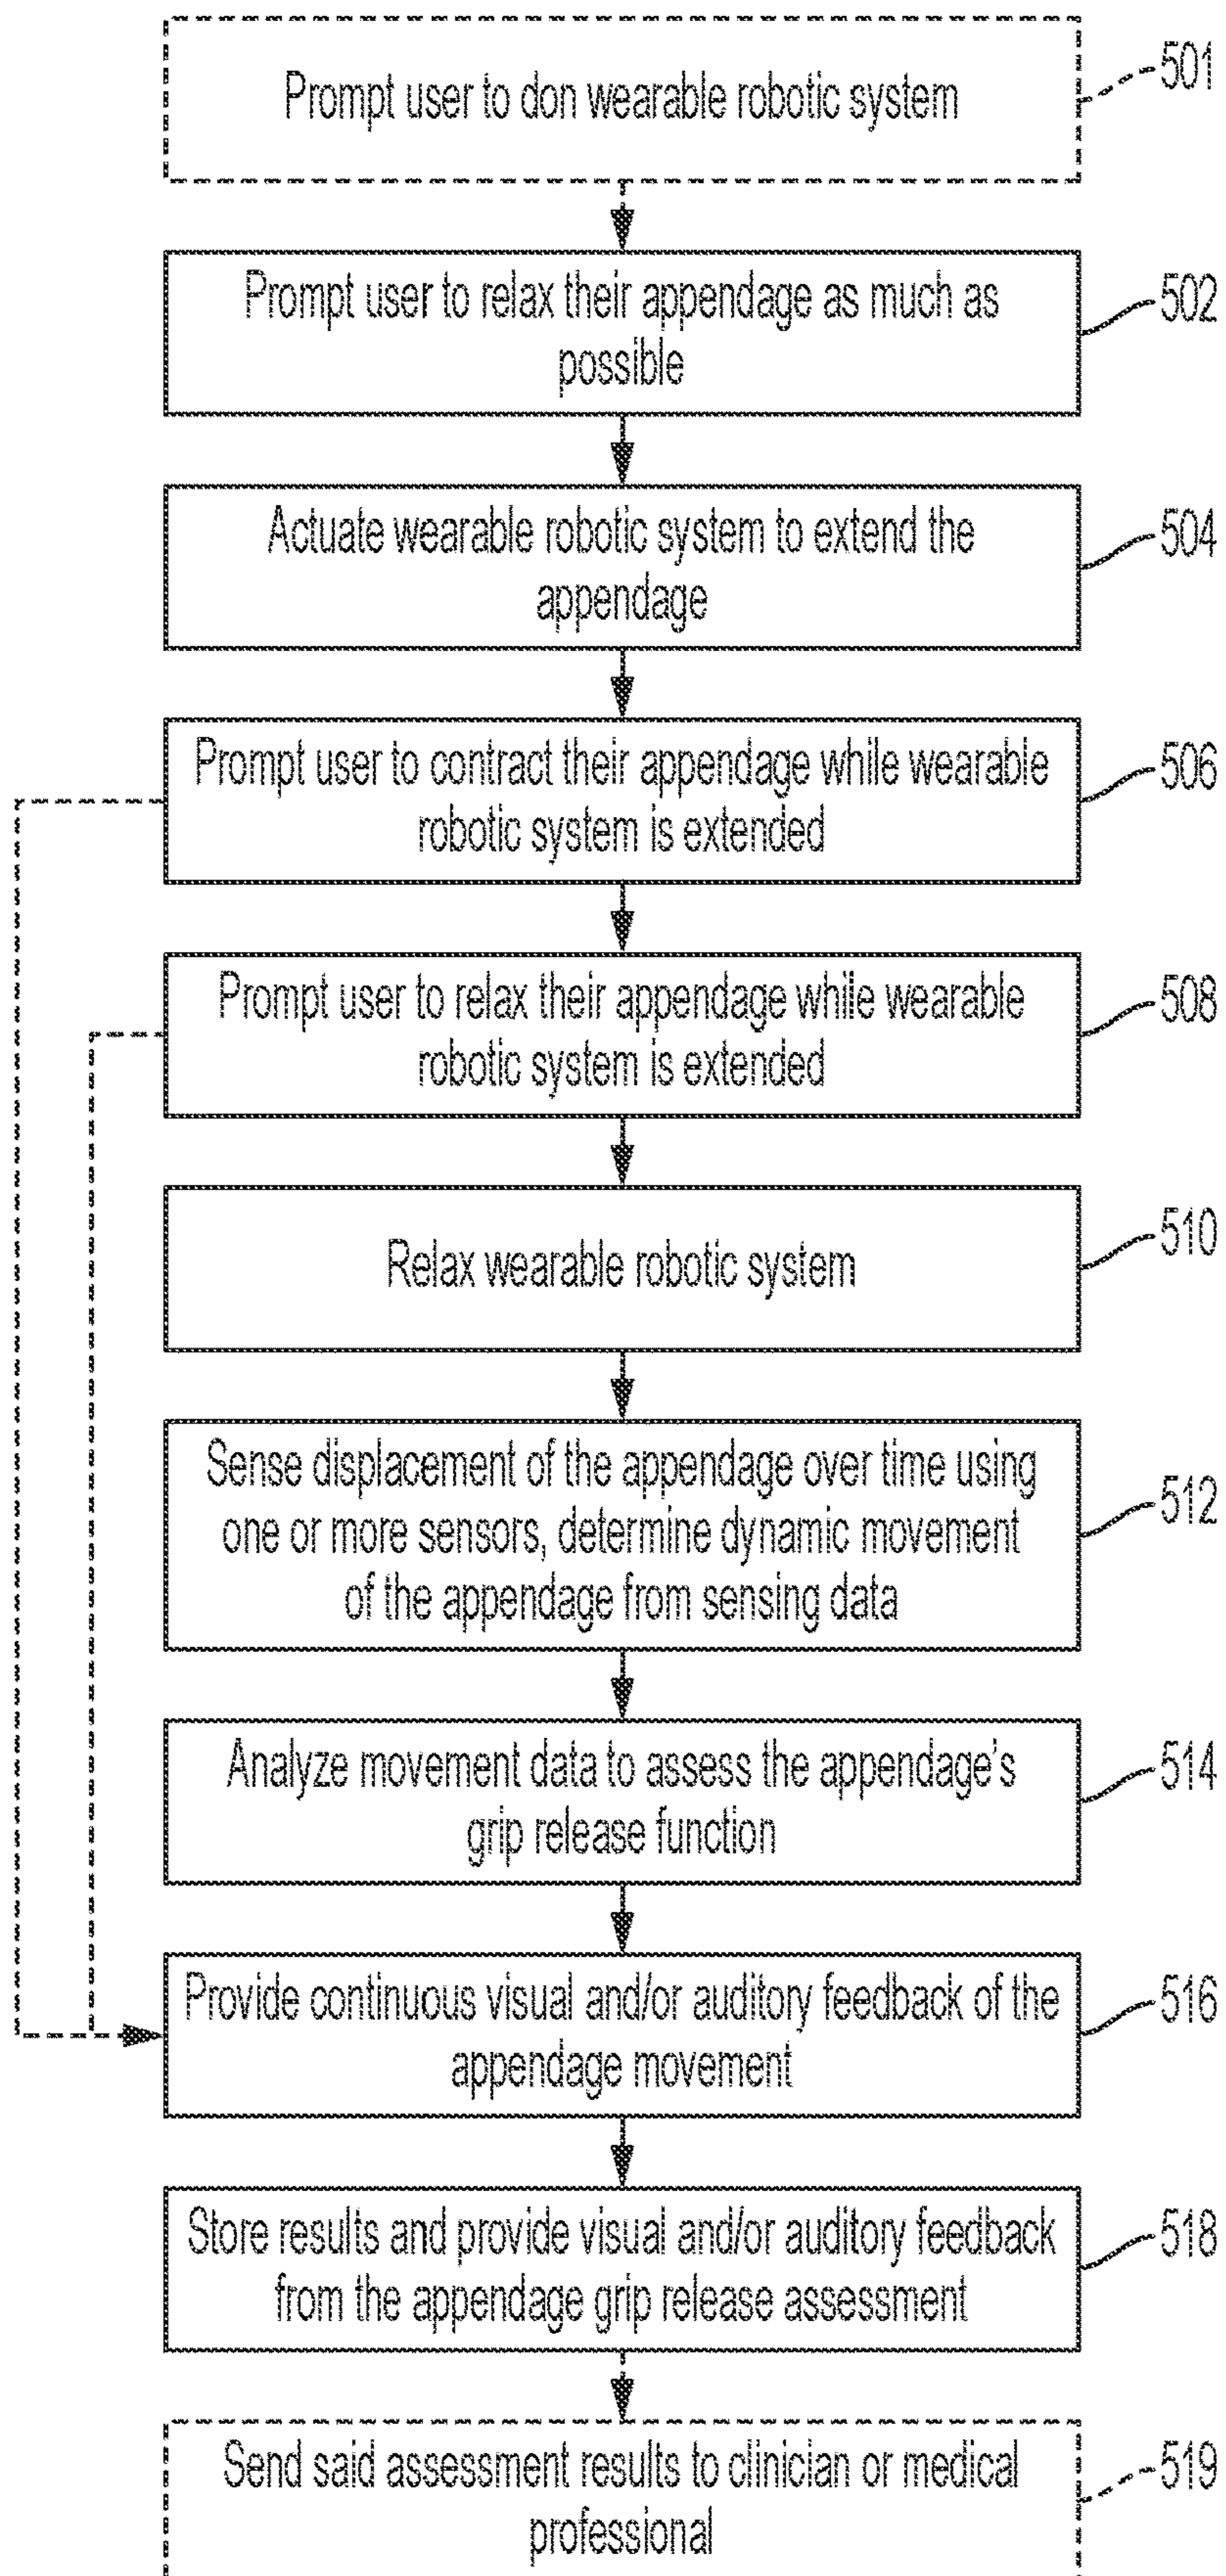 Prompt user to don wearable robotic system
501
Prompt user to relax their appendage as much as
possible
502
Actuate wearable robotic system to extend the
appendage
504
Prompt user to contract their appendage while wearable
robotic system is extended
506
Prompt user to relax their appendage while wearable
robotic system is extended
508
Relax wearable robotic system
510
Sense displacement of the appendage over time using
one or more sensors, determine dynamic movement
of the appendage from sensing data
512
Analyze movement data to assess the appendage's
grip release function
514
Provide continuous visual and/or auditory feedback of the
appendage movement
516
Store results and provide visual and/or auditory feedback
from the appendage grip release assessment
518
Send said assessment results to clinician or medical
professional
519